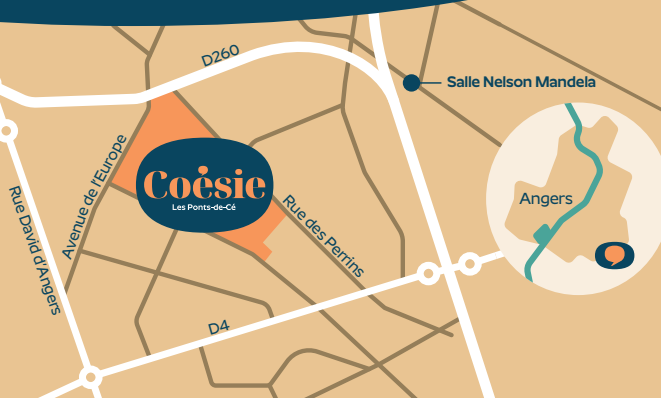 D260
Salle Nelson Mandela
Avenue de l'Europe
Coésie
Les Ponts-de-Cé
Angers
Rue David d'Angers
Rue des Perrins
D4